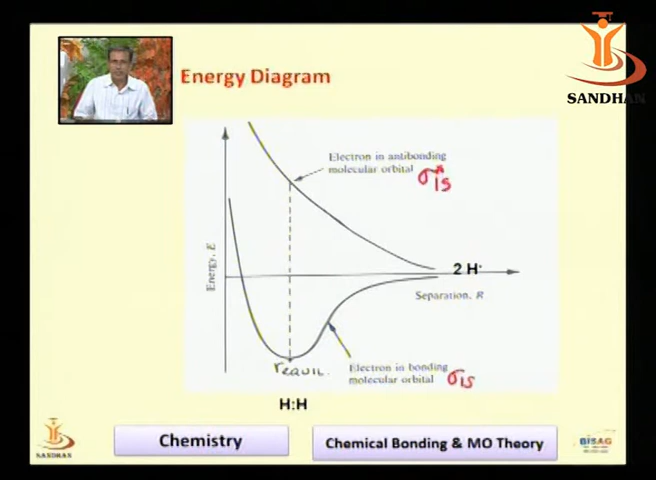 Energy Diagram
SANDHAN
Electron in antibonding
molecular orbital σ*1s
Energy, E
2 H·
Separation, R
requil.
Electron in bonding
molecular orbital σ1s
H:H
SANDHAN
Chemistry
Chemical Bonding & MO Theory
BISAG